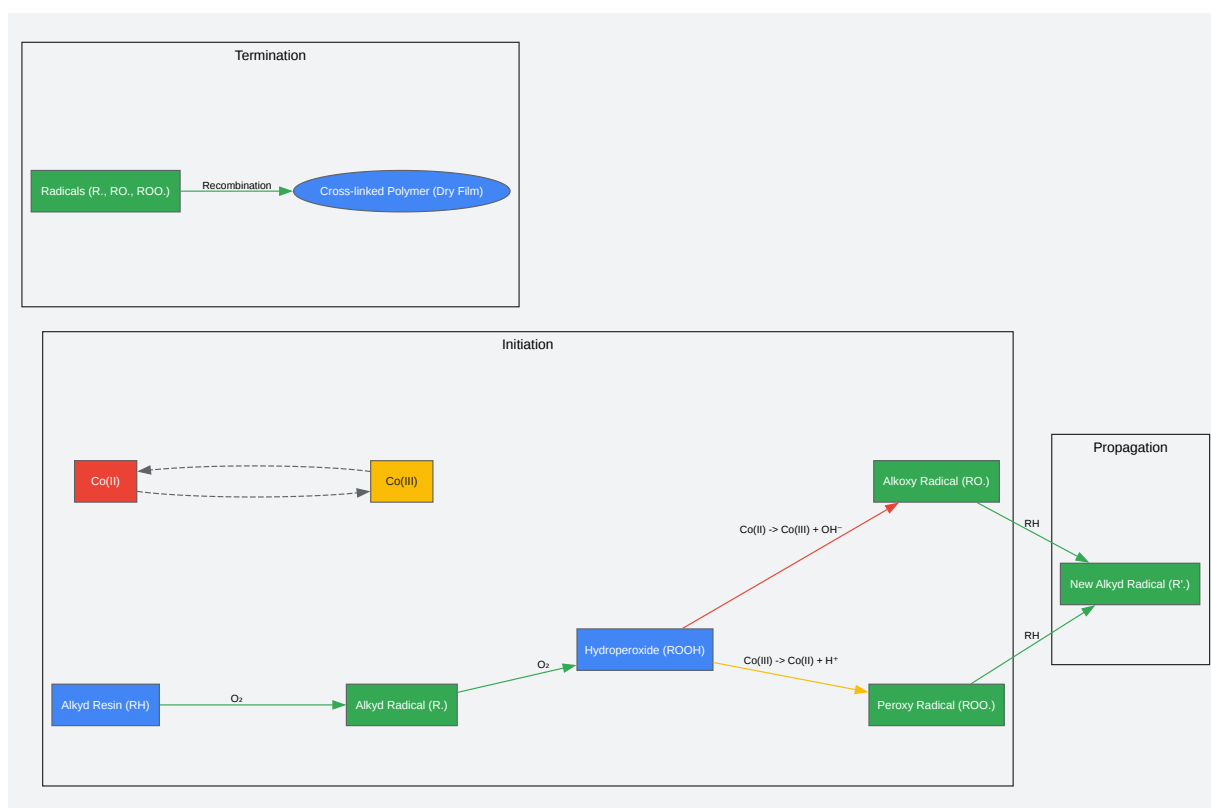 Termination
Radicals (R., RO., ROO.)
Recombination
Cross-linked Polymer (Dry Film)
Initiation
Co(II)
Co(III)
Alkoxy Radical (RO.)
Co(II) -> Co(III) + OH⁻
Hydroperoxide (ROOH)
O₂
Co(III) -> Co(II) + H⁺
Alkyd Resin (RH)
O₂
Alkyd Radical (R.)
Peroxy Radical (ROO.)
Propagation
RH
New Alkyd Radical (R'.)
RH